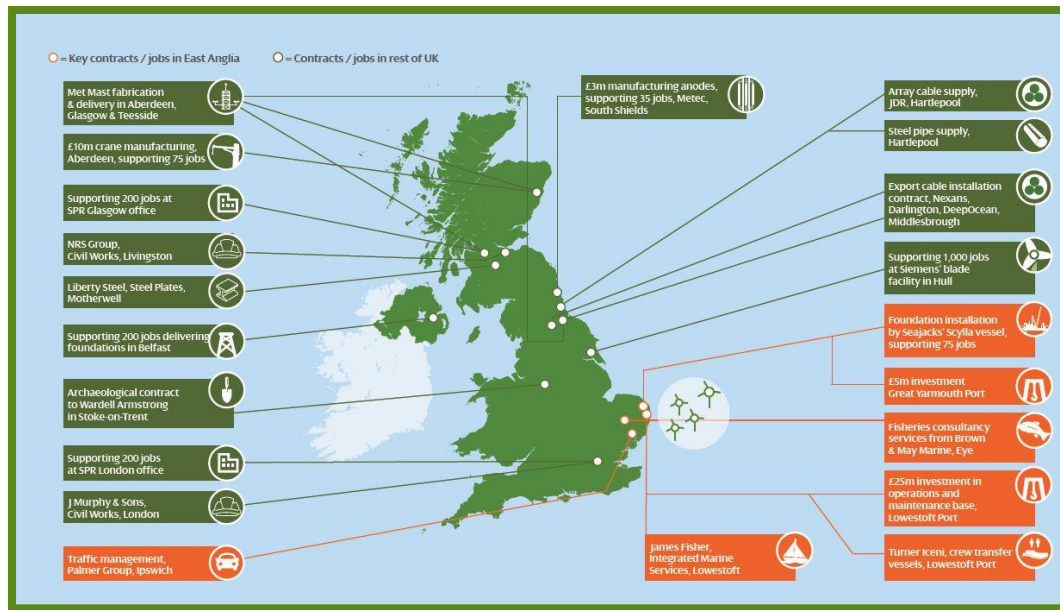 = Key contracts / jobs in East Anglia
= Contracts / jobs in rest of UK
Met Mast fabrication
& delivery in Aberdeen,
Glasgow & Teesside
£10m crane manufacturing,
Aberdeen, supporting 75 jobs
Supporting 200 jobs at
SPR Glasgow office
NRS Group,
Civil Works, Livingston
Liberty Steel, Steel Plates,
Motherwell
Supporting 200 jobs delivering
foundations in Belfast
Archaeological contract
to Wardell Armstrong
in Stoke-on-Trent
Supporting 200 jobs
at SPR London office
J Murphy & Sons,
Civil Works, London
Traffic management,
Palmer Group, Ipswich
£3m manufacturing anodes,
supporting 35 jobs, Metec,
South Shields
Array cable supply,
JDR, Hartlepool
Steel pipe supply,
Hartlepool
Export cable installation
contract, Nexans,
Darlington, DeepOcean,
Middlesbrough
Supporting 1,000 jobs
at Siemens' blade
facility in Hull
Foundation installation
by Seajacks' Scylla vessel,
supporting 75 jobs
£5m investment
Great Yarmouth Port
Fisheries consultancy
services from Brown
& May Marine, Eye
£25m investment in
operations and
maintenance base,
Lowestoft Port
Turner Iceni, crew transfer
vessels, Lowestoft Port
James Fisher,
Integrated Marine
Services, Lowestoft